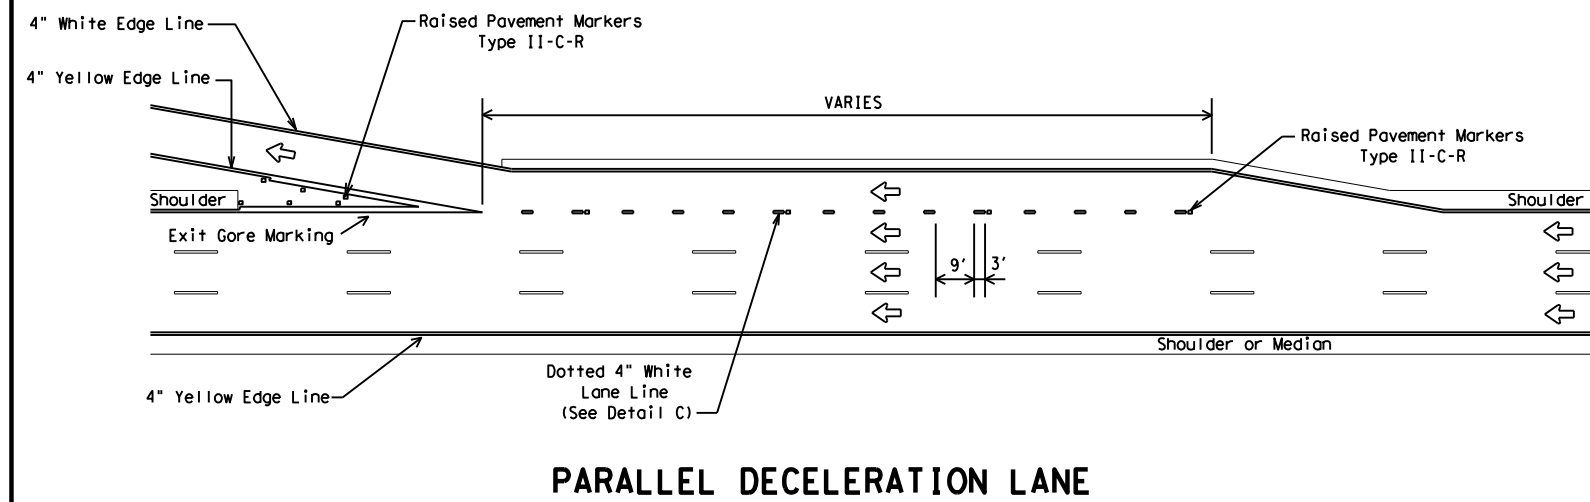 4" White Edge Line
Raised Pavement Markers
Type II-C-R
4" Yellow Edge Line
VARIES
Raised Pavement Markers
Type II-C-R
Shoulder
Shoulder
Exit Gore Marking
9'
3'
Shoulder or Median
Dotted 4" White
Lane Line
(See Detail C)
4" Yellow Edge Line
PARALLEL DECELERATION LANE